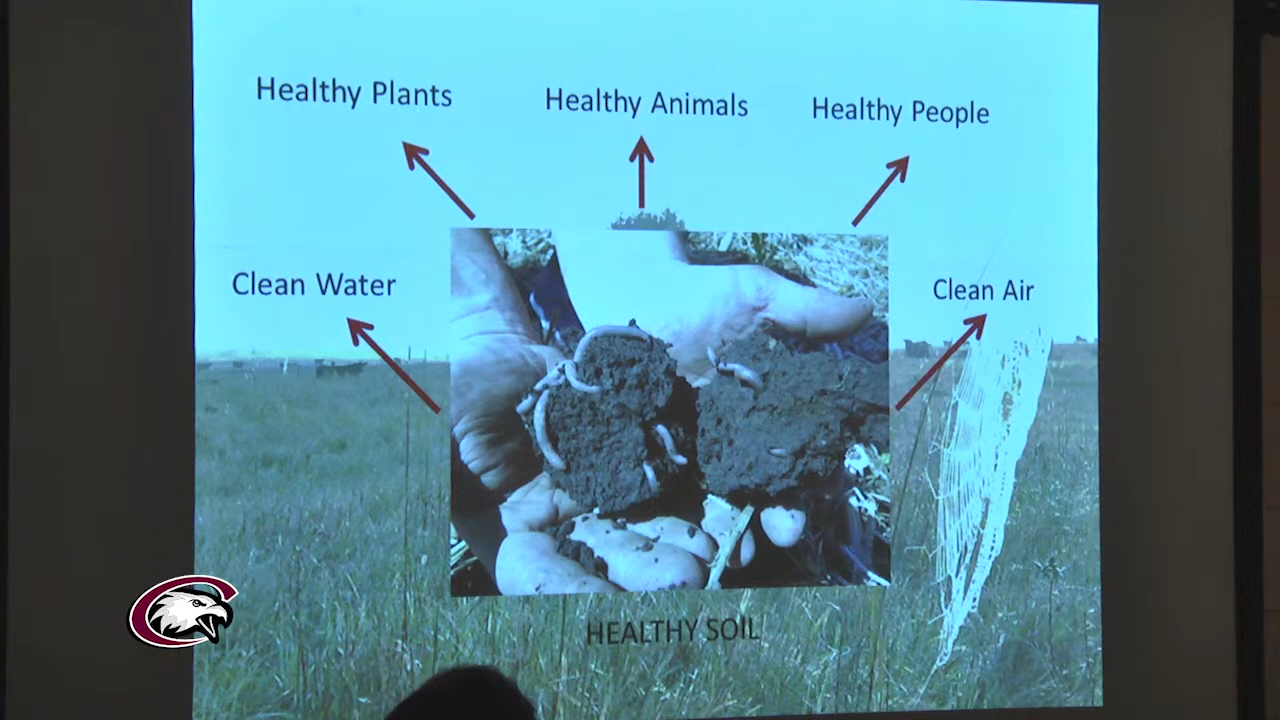 Healthy Plants
Healthy Animals
Healthy People
Clean Water
Clean Air
HEALTHY SOIL